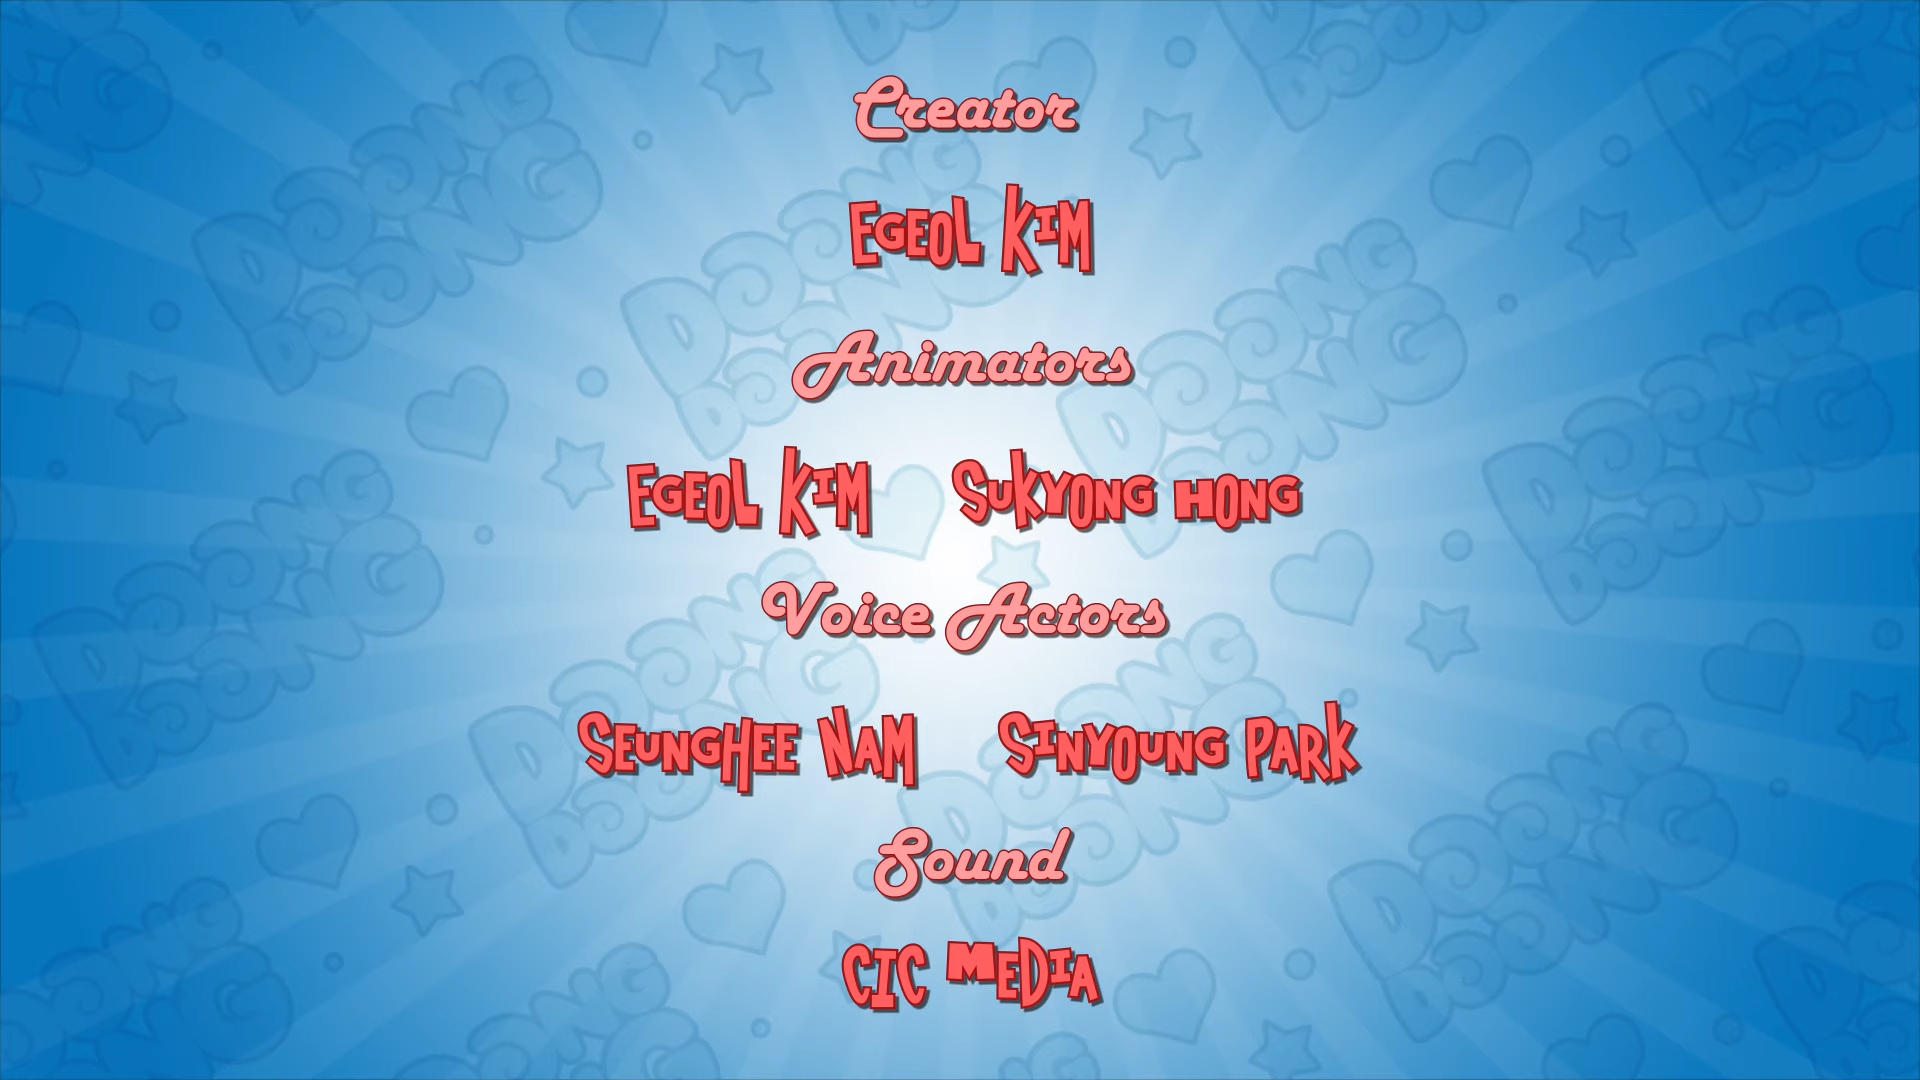 Creator
EGEOL KIM
Animators
EGEOL KIM SUKYONG HONG
Voice Actors
SEUNGHEE NAM SINYOUNG PARK
Sound
CIC MEDIA